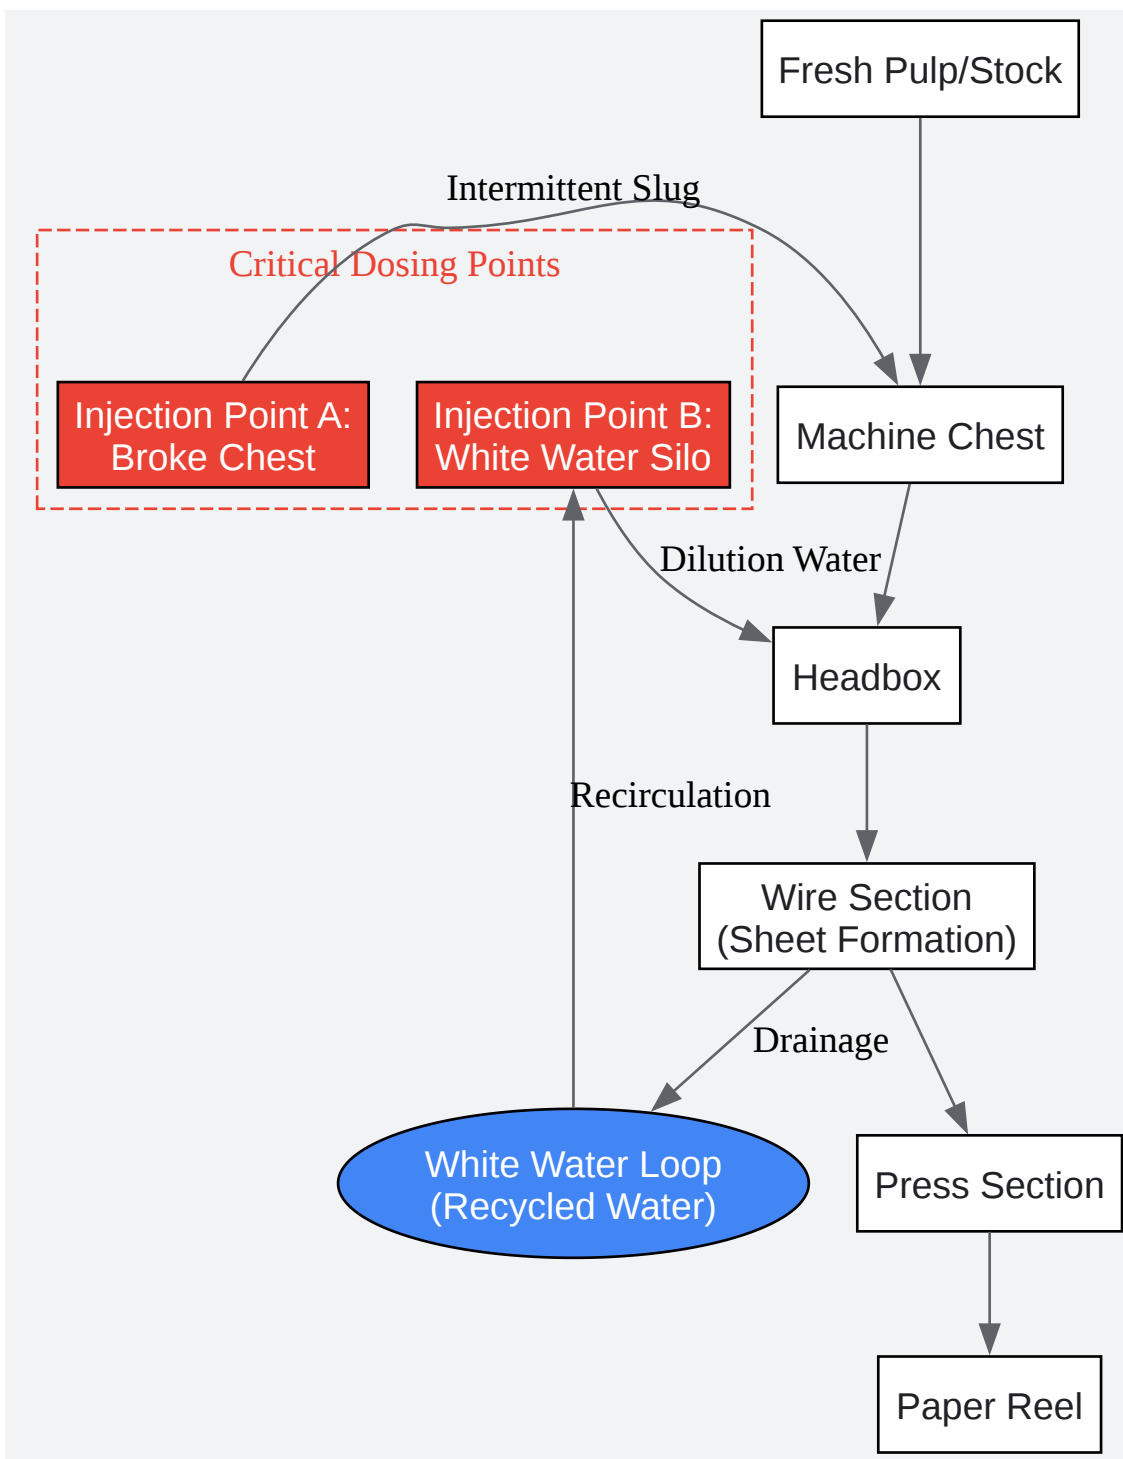 Fresh Pulp/Stock
Intermittent Slug
Critical Dosing Points
Injection Point A:
Broke Chest
Injection Point B:
White Water Silo
Machine Chest
Dilution Water
Headbox
Recirculation
Wire Section
(Sheet Formation)
Drainage
White Water Loop
(Recycled Water)
Press Section
Paper Reel